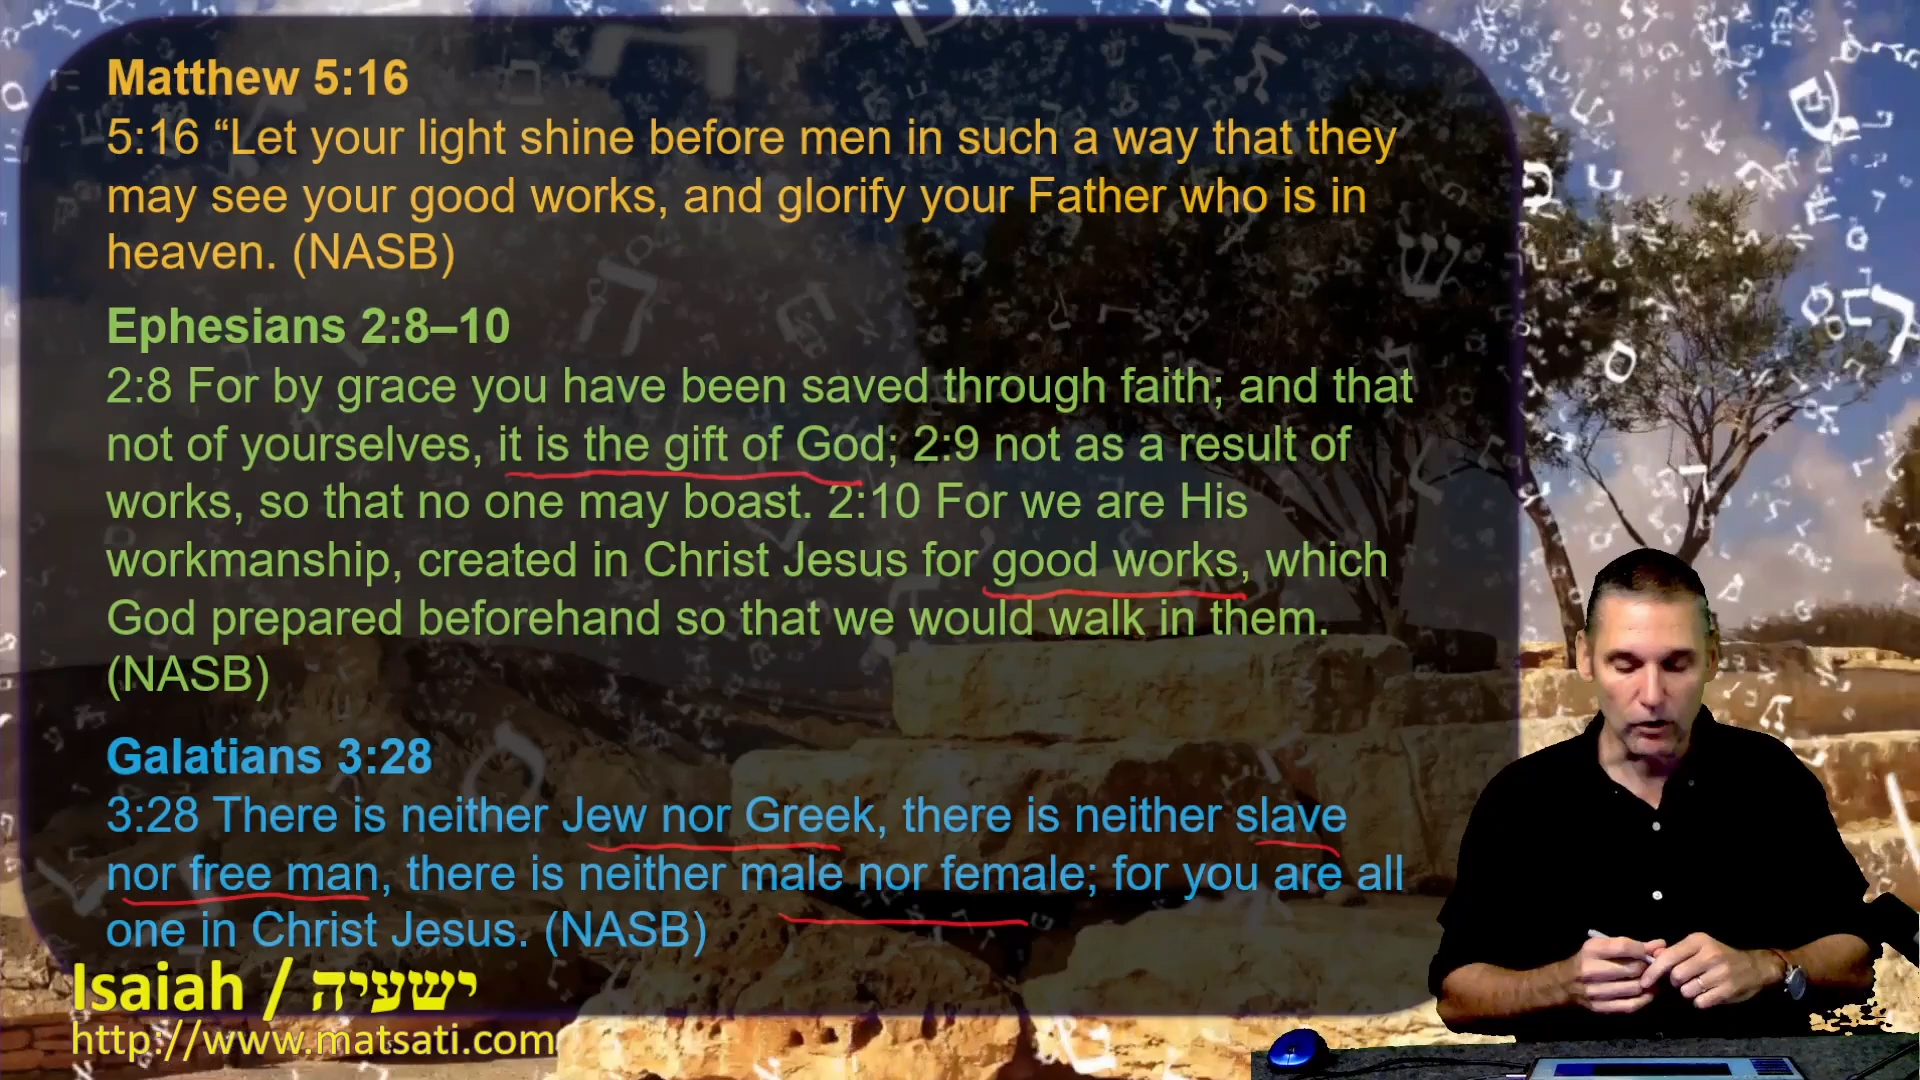 Matthew 5:16
5:16 “Let your light shine before men in such a way that they
may see your good works, and glorify your Father who is in
heaven. (NASB)
Ephesians 2:8–10
2:8 For by grace you have been saved through faith; and that
not of yourselves, it is the gift of God; 2:9 not as a result of
works, so that no one may boast. 2:10 For we are His
workmanship, created in Christ Jesus for good works, which
God prepared beforehand so that we would walk in them.
(NASB)
Galatians 3:28
3:28 There is neither Jew nor Greek, there is neither slave
nor free man, there is neither male nor female; for you are all
one in Christ Jesus. (NASB)
Isaiah / ישעיה
http://www.matsati.com